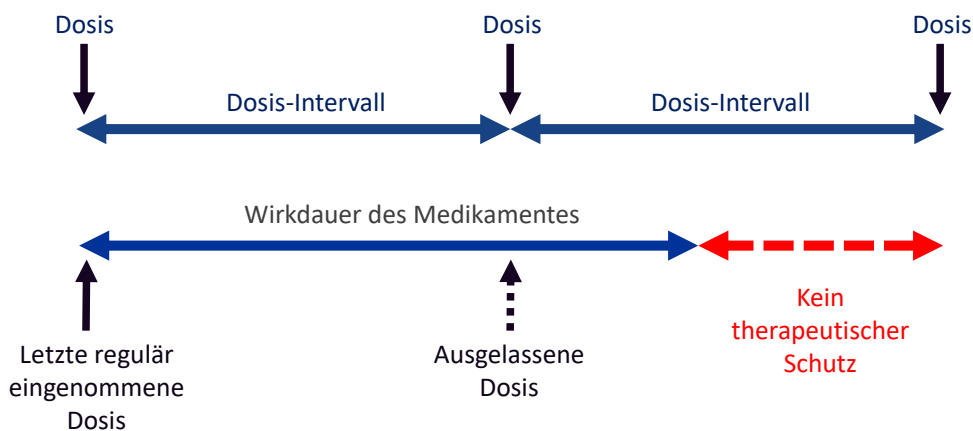 Dosis
Dosis
Dosis
Dosis-Intervall
Dosis-Intervall
Wirkdauer des Medikamentes
Letzte regulär
eingenommene
Dosis
Ausgelassene
Dosis
Kein
therapeutischer
Schutz